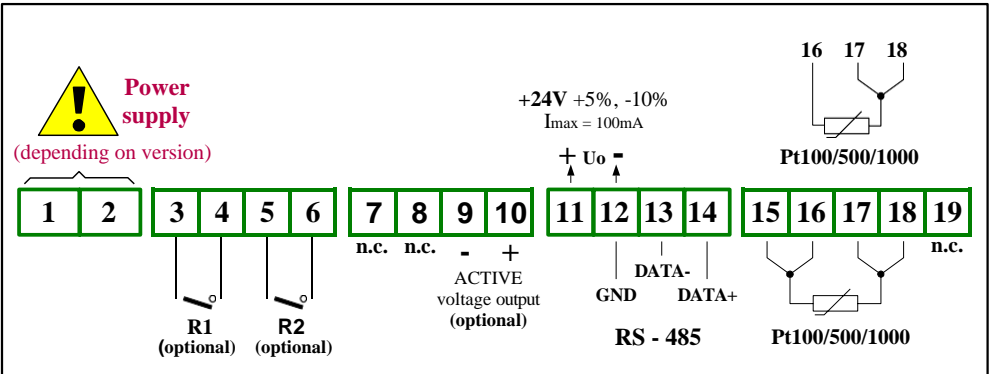 Power
supply
(depending on version)
+24V +5%, -10%
Imax = 100mA
+ Uo -
16 17 18
Pt100/500/1000
1 2 3 4 5 6 7 8 9 10 11 12 13 14 15 16 17 18 19
n.c. n.c. - + n.c.
R1
(optional)
R2
(optional)
ACTIVE
voltage output
(optional)
GND DATA- DATA+
RS - 485
Pt100/500/1000